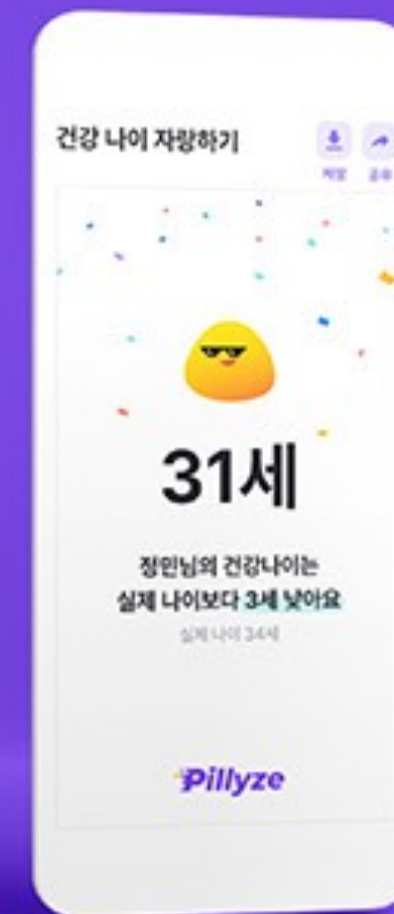 건강 나이 자랑하기
저장 공유
31세
정민님의 건강나이는
실제 나이보다 3세 낮아요
실제 나이 34세
Pillyze